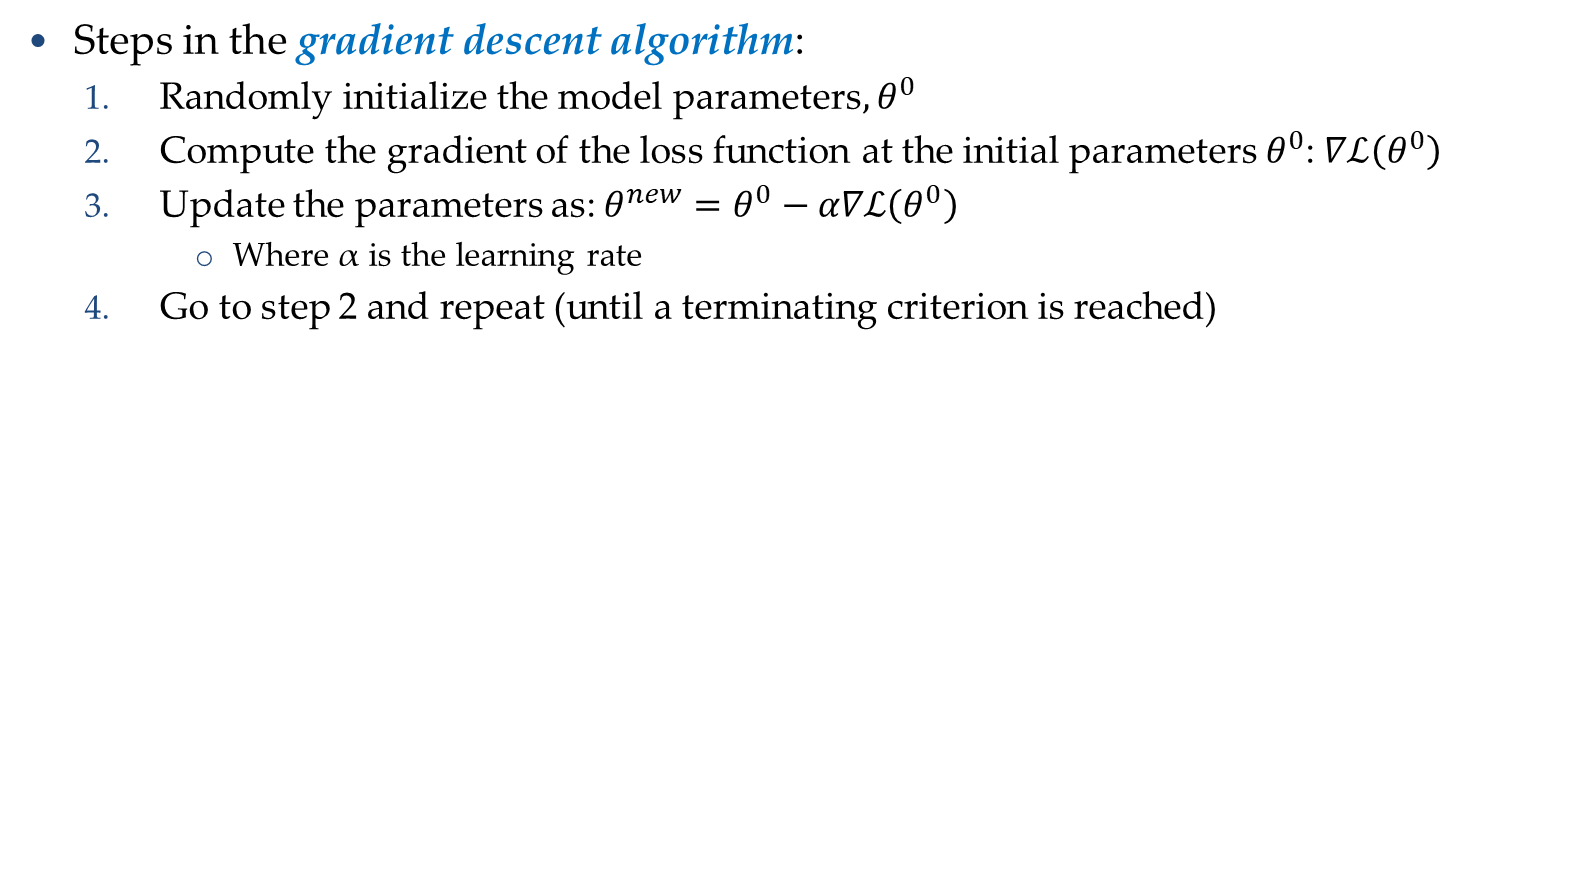 • Steps in the gradient descent algorithm:
1. Randomly initialize the model parameters, θ⁰
2. Compute the gradient of the loss function at the initial parameters θ⁰: ∇ℒ(θ⁰)
3. Update the parameters as: θⁿᵉʷ = θ⁰ − α∇ℒ(θ⁰)
○ Where α is the learning rate
4. Go to step 2 and repeat (until a terminating criterion is reached)